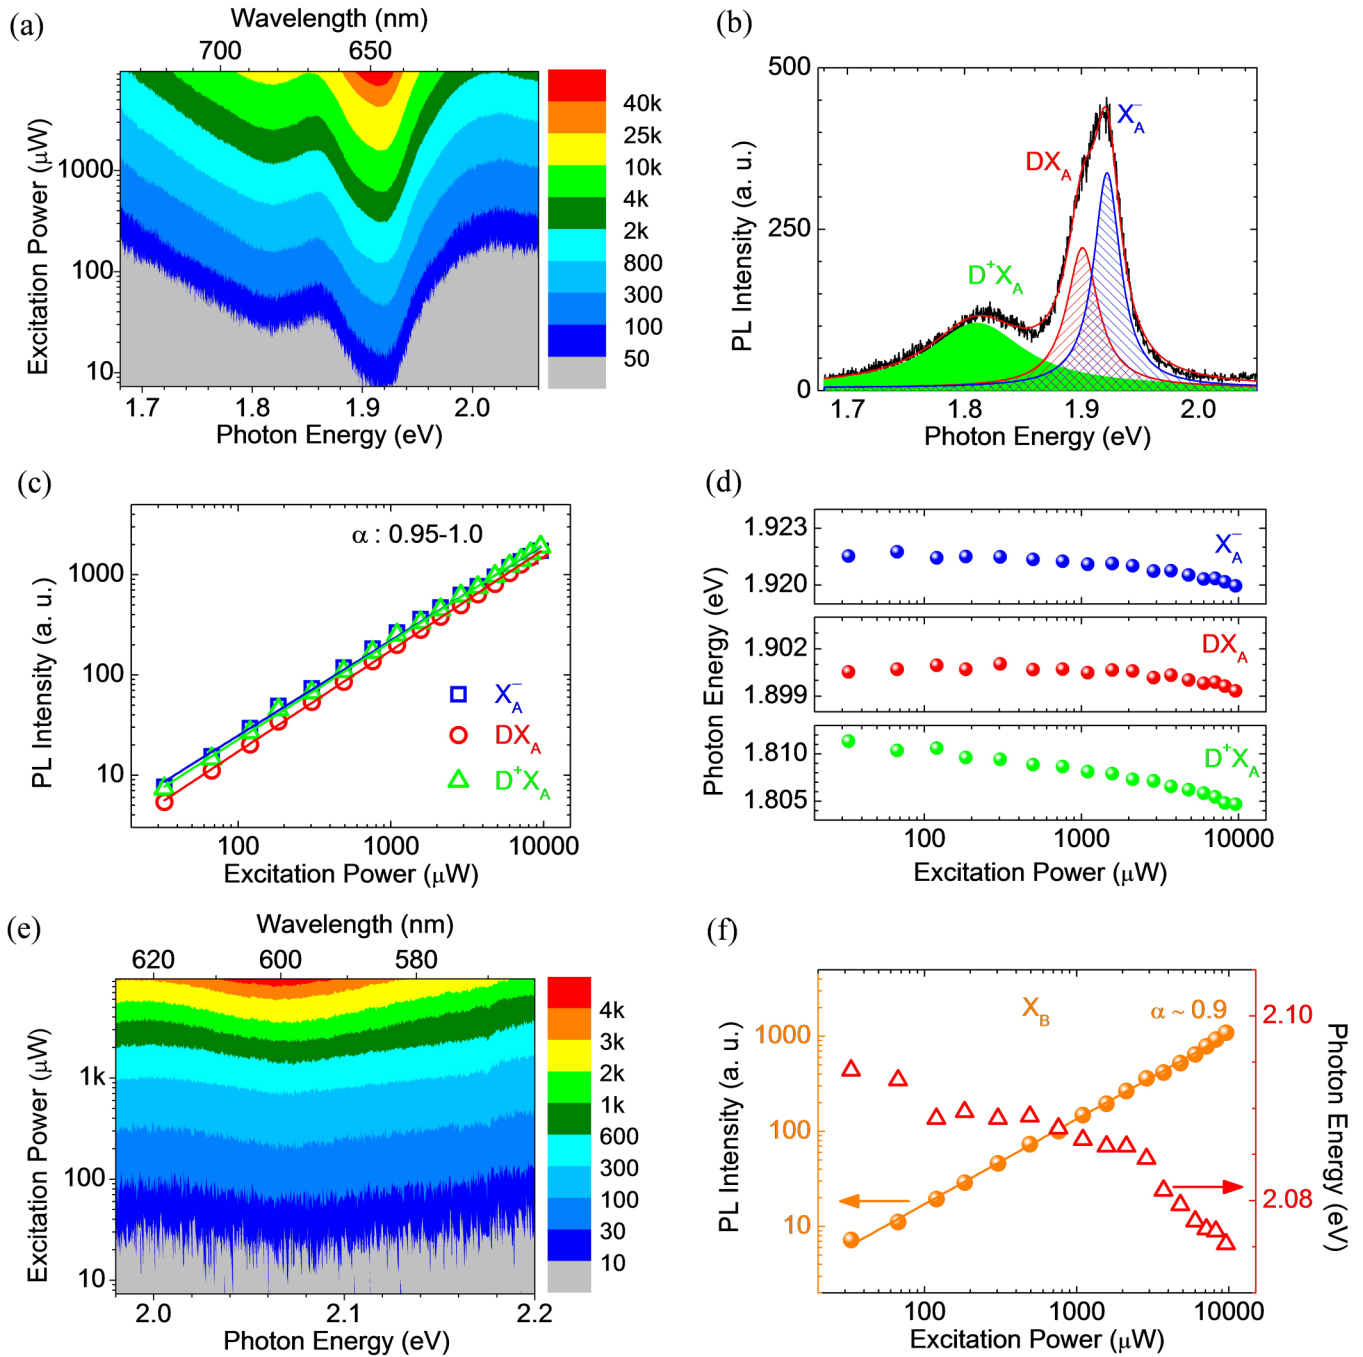 (a)
Wavelength (nm)
700 650
Excitation Power (μW)
1000
100
10
40k
25k
10k
4k
2k
800
300
100
50
1.7 1.8 1.9 2.0
Photon Energy (eV)
(b)
500
250
0
PL Intensity (a. u.)
X⁻A
DXA
D⁺XA
1.7 1.8 1.9 2.0
Photon Energy (eV)
(c)
α : 0.95-1.0
PL Intensity (a. u.)
1000
100
10
X⁻A
DXA
D⁺XA
100 1000 10000
Excitation Power (μW)
(d)
Photon Energy (eV)
1.923
1.920
X⁻A
1.902
1.899
DXA
1.810
1.805
D⁺XA
100 1000 10000
Excitation Power (μW)
(e)
Wavelength (nm)
620 600 580
Excitation Power (μW)
1k
100
10
4k
3k
2k
1k
600
300
100
30
10
2.0 2.1 2.2
Photon Energy (eV)
(f)
XB
α ~ 0.9
PL Intensity (a. u.)
1000
100
10
2.10
2.08
Photon Energy (eV)
100 1000 10000
Excitation Power (μW)